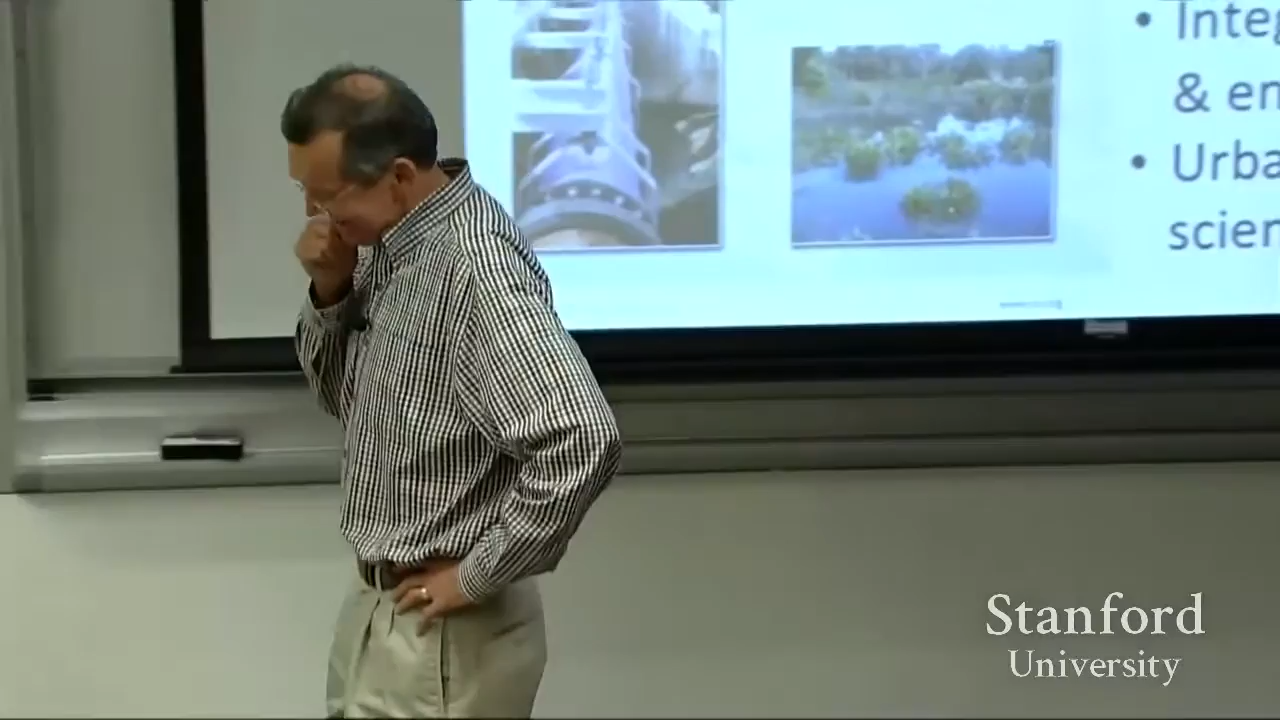 • Integ
& en
• Urba
scien
Stanford
University